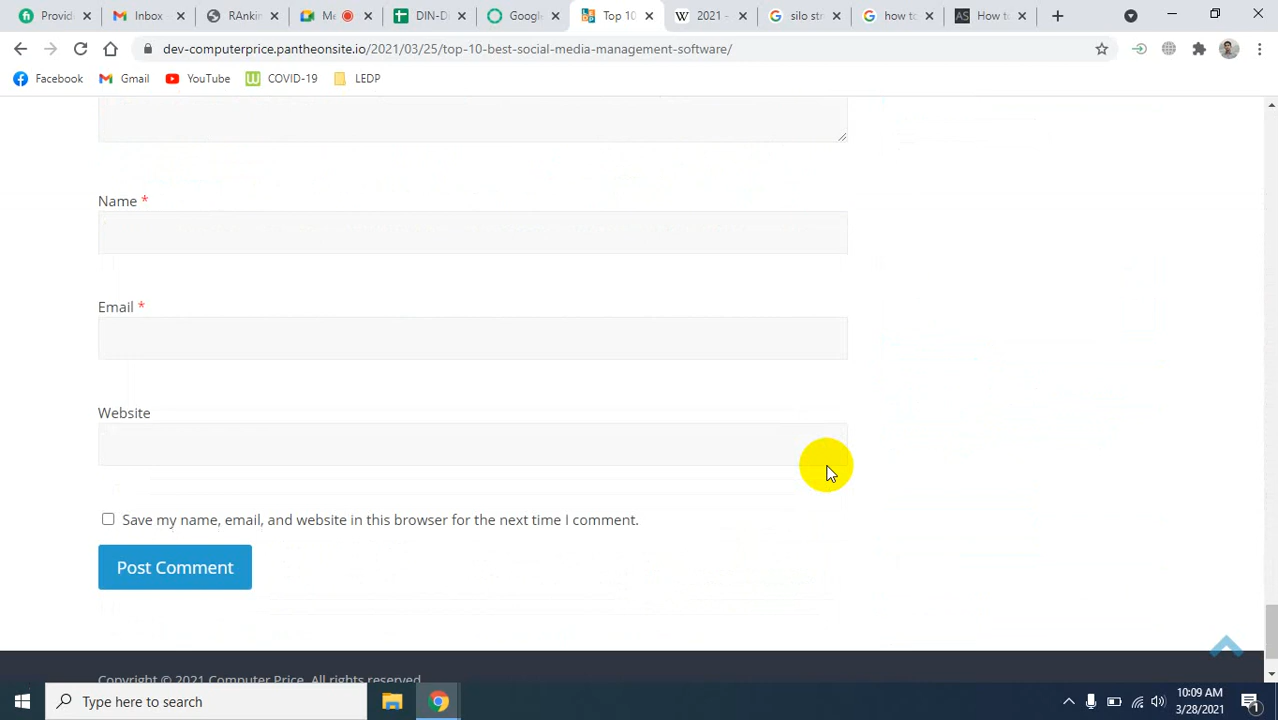 Provid
Inbox
RAnkin
Me
DIN-D
Google
Top 10
2021 -
silo str
how to
How to
dev-computerprice.pantheonsite.io/2021/03/25/top-10-best-social-media-management-software/
Facebook
Gmail
YouTube
COVID-19
LEDP
Name *
Email *
Website
Save my name, email, and website in this browser for the next time I comment.
Post Comment
Copyright © 2021 Computer Price. All rights reserved
Type here to search
10:09 AM
3/28/2021